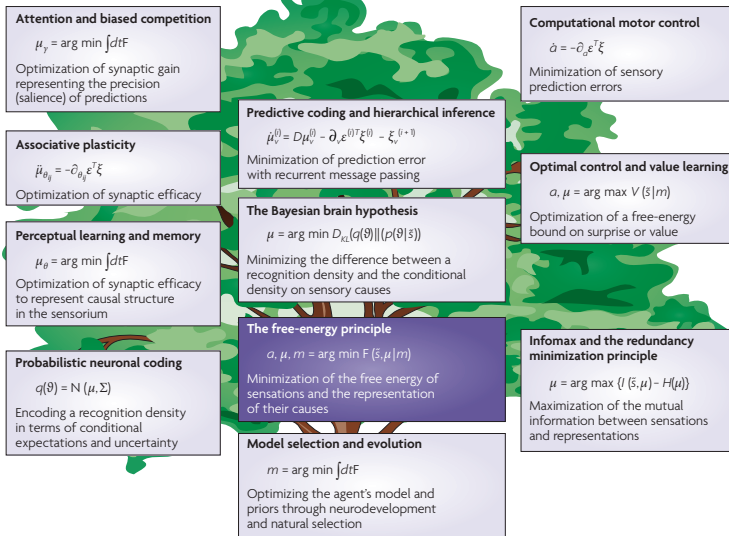 Attention and biased competition
μγ = arg min ∫dtF
Optimization of synaptic gain
representing the precision
(salience) of predictions
Associative plasticity
μ̈θij = −∂θij εᵀξ
Optimization of synaptic efficacy
Perceptual learning and memory
μθ = arg min ∫dtF
Optimization of synaptic efficacy
to represent causal structure
in the sensorium
Probabilistic neuronal coding
q(ϑ) = N (μ, Σ)
Encoding a recognition density
in terms of conditional
expectations and uncertainty
Predictive coding and hierarchical inference
μ̇ᵥ⁽ⁱ⁾ = Dμᵥ⁽ⁱ⁾ − ∂ᵥε⁽ⁱ⁾ᵀξ⁽ⁱ⁾ − ξᵥ⁽ⁱ⁺¹⁾
Minimization of prediction error
with recurrent message passing
The Bayesian brain hypothesis
μ = arg min D_KL(q(ϑ)||(p(ϑ|s̃))
Minimizing the difference between a
recognition density and the conditional
density on sensory causes
The free-energy principle
a, μ, m = arg min F (s̃, μ|m)
Minimization of the free energy of
sensations and the representation
of their causes
Model selection and evolution
m = arg min ∫dtF
Optimizing the agent's model and
priors through neurodevelopment
and natural selection
Computational motor control
ȧ = −∂ₐεᵀξ
Minimization of sensory
prediction errors
Optimal control and value learning
a, μ = arg max V (s̃|m)
Optimization of a free-energy
bound on surprise or value
Infomax and the redundancy
minimization principle
μ = arg max {I (s̃, μ) − H(μ)}
Maximization of the mutual
information between sensations
and representations